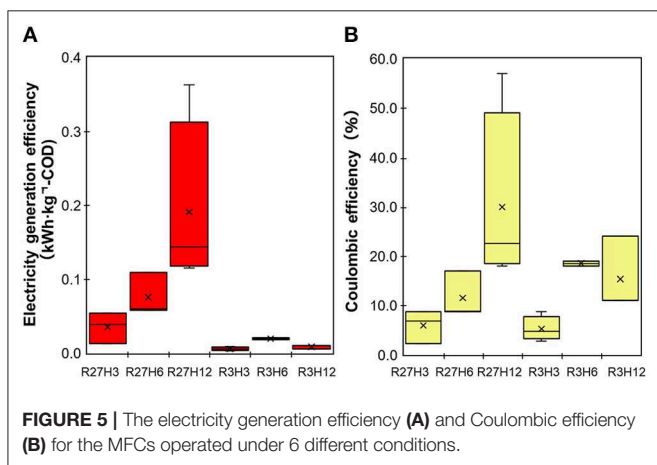 A
Electricity generation efficiency
(kWh·kg⁻¹-COD)
0.4
0.3
0.2
0.1
0.0
R27H3 R27H6 R27H12 R3H3 R3H6 R3H12
B
Coulombic efficiency (%)
60.0
50.0
40.0
30.0
20.0
10.0
0.0
R27H3 R27H6 R27H12 R3H3 R3H6 R3H12
FIGURE 5 | The electricity generation efficiency (A) and Coulombic efficiency
(B) for the MFCs operated under 6 different conditions.